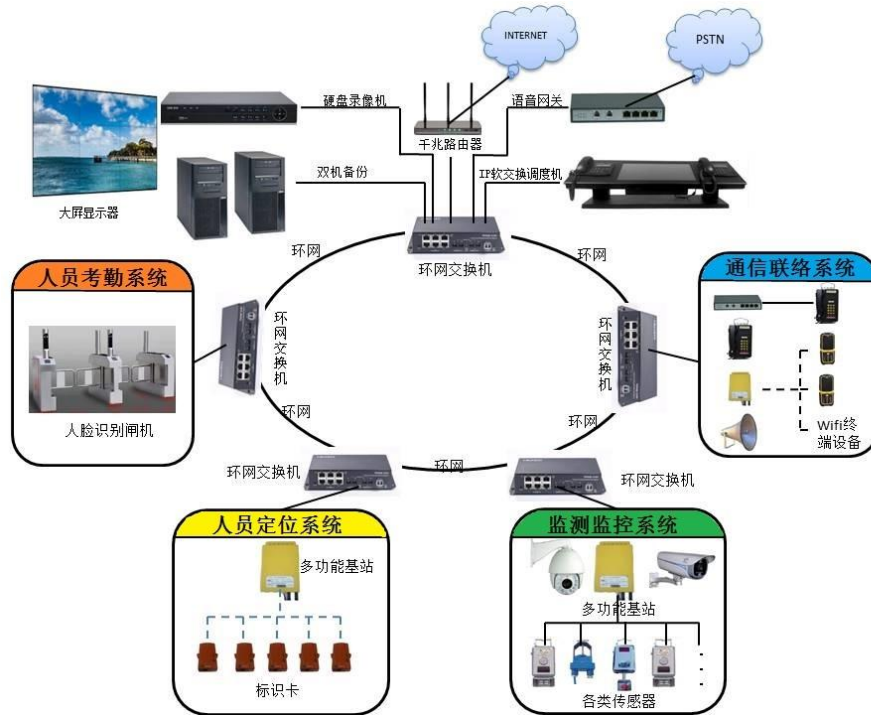 INTERNET
PSTN
硬盘录像机
语音网关
千兆路由器
双机备份
IP软交换调度机
大屏显示器
环网
环网
环网交换机
人员考勤系统
通信联络系统
环网交换机
环网交换机
人脸识别闸机
Wifi终
端设备
环网
环网
环网交换机
环网
环网交换机
人员定位系统
监测监控系统
多功能基站
多功能基站
标识卡
各类传感器